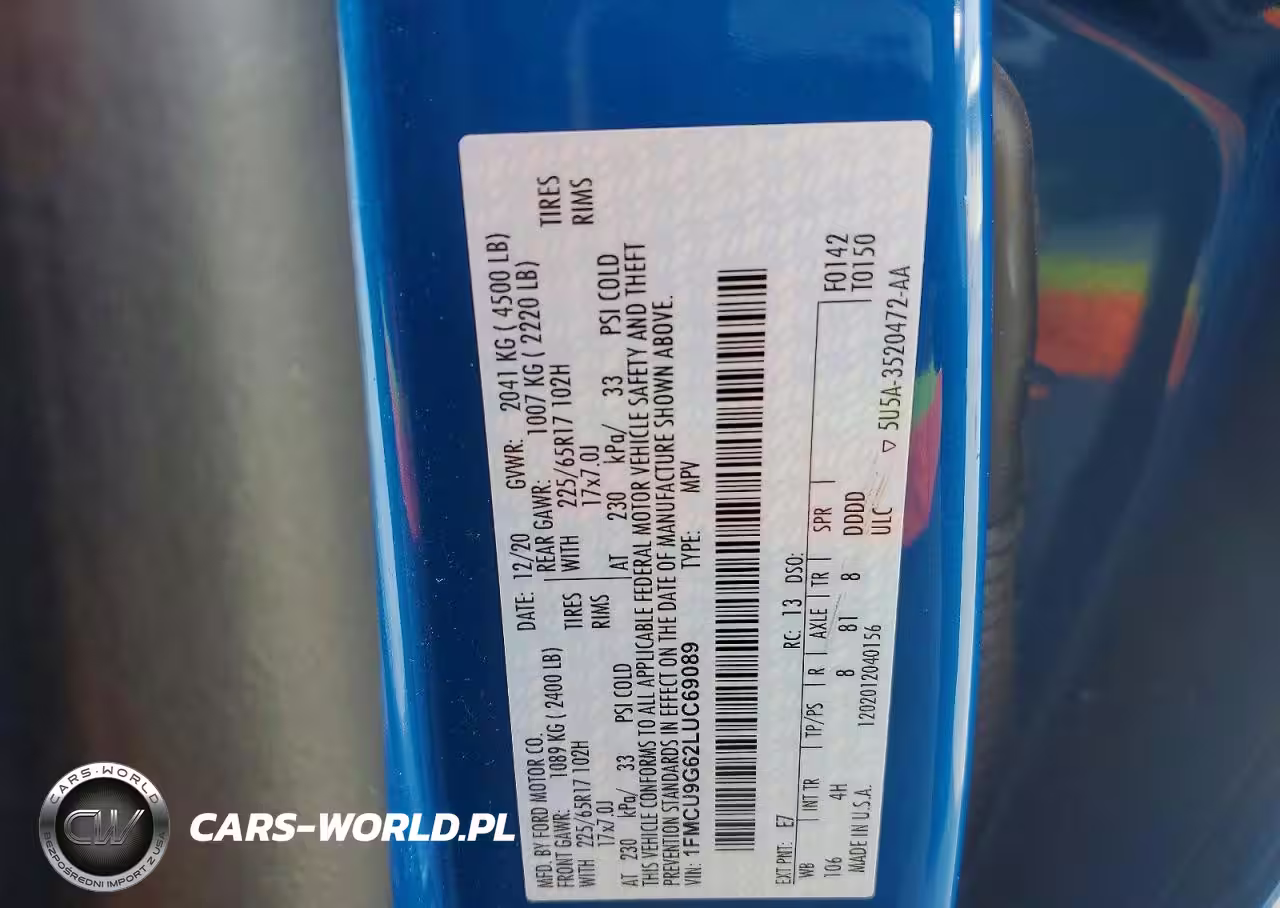 MFD. BY FORD MOTOR CO.
DATE: 12/20 GVWR: 2041 KG ( 4500 LB)
FRONT GAWR: 1089 KG ( 2400 LB) REAR GAWR: 1007 KG ( 2220 LB)
WITH 225/65R17 102H TIRES WITH 225/65R17 102H TIRES
17x7.0J RIMS 17x7.0J RIMS
AT 230 kPa/ 33 PSI COLD AT 230 kPa/ 33 PSI COLD
THIS VEHICLE CONFORMS TO ALL APPLICABLE FEDERAL MOTOR VEHICLE SAFETY AND THEFT
PREVENTION STANDARDS IN EFFECT ON THE DATE OF MANUFACTURE SHOWN ABOVE.
VIN: 1FMCU9G62LUC69089 TYPE: MPV
EXT PNT: E7 RC: 13 DSO:
WB INT TR TP/PS R AXLE TR SPR F0142
106 4H 8 81 8 DDDD T0150
MADE IN U.S.A. 1202012040156 ULC
5U5A-3520472-AA
CARS-WORLD
CW
BEZPOŚREDNI IMPORT Z USA
CARS-WORLD.PL